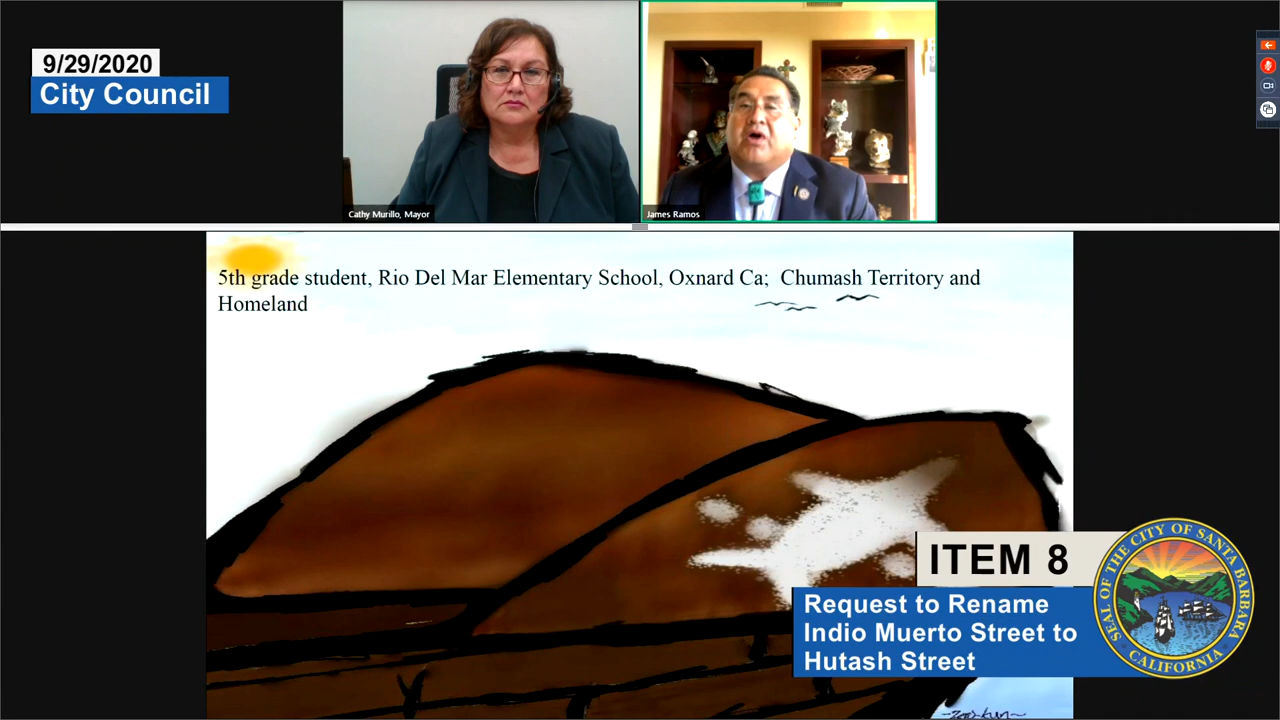 9/29/2020
City Council
Cathy Murillo, Mayor
James Ramos
5th grade student, Rio Del Mar Elementary School, Oxnard Ca; Chumash Territory and
Homeland
ITEM 8
Request to Rename
Indio Muerto Street to
Hutash Street
SEAL OF THE CITY OF SANTA BARBARA
CALIFORNIA